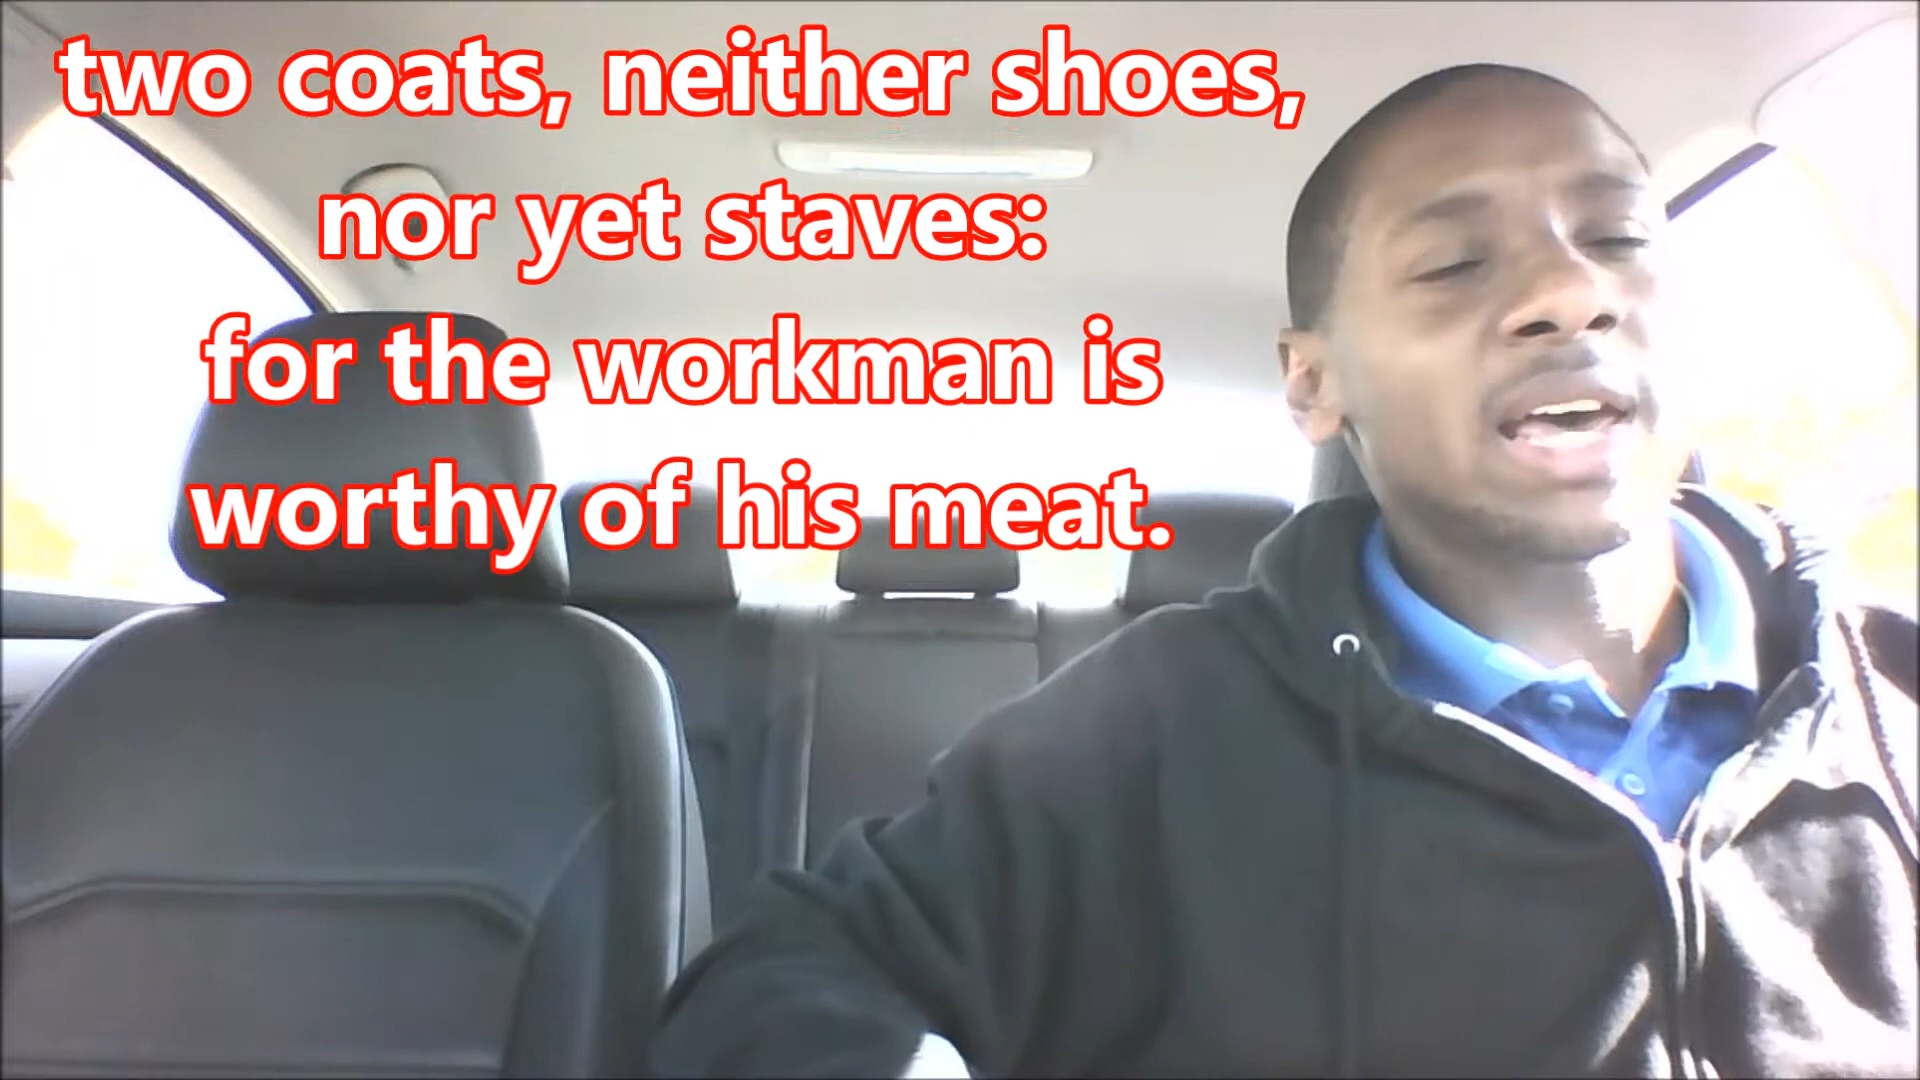 two coats, neither shoes,
nor yet staves:
for the workman is
worthy of his meat.